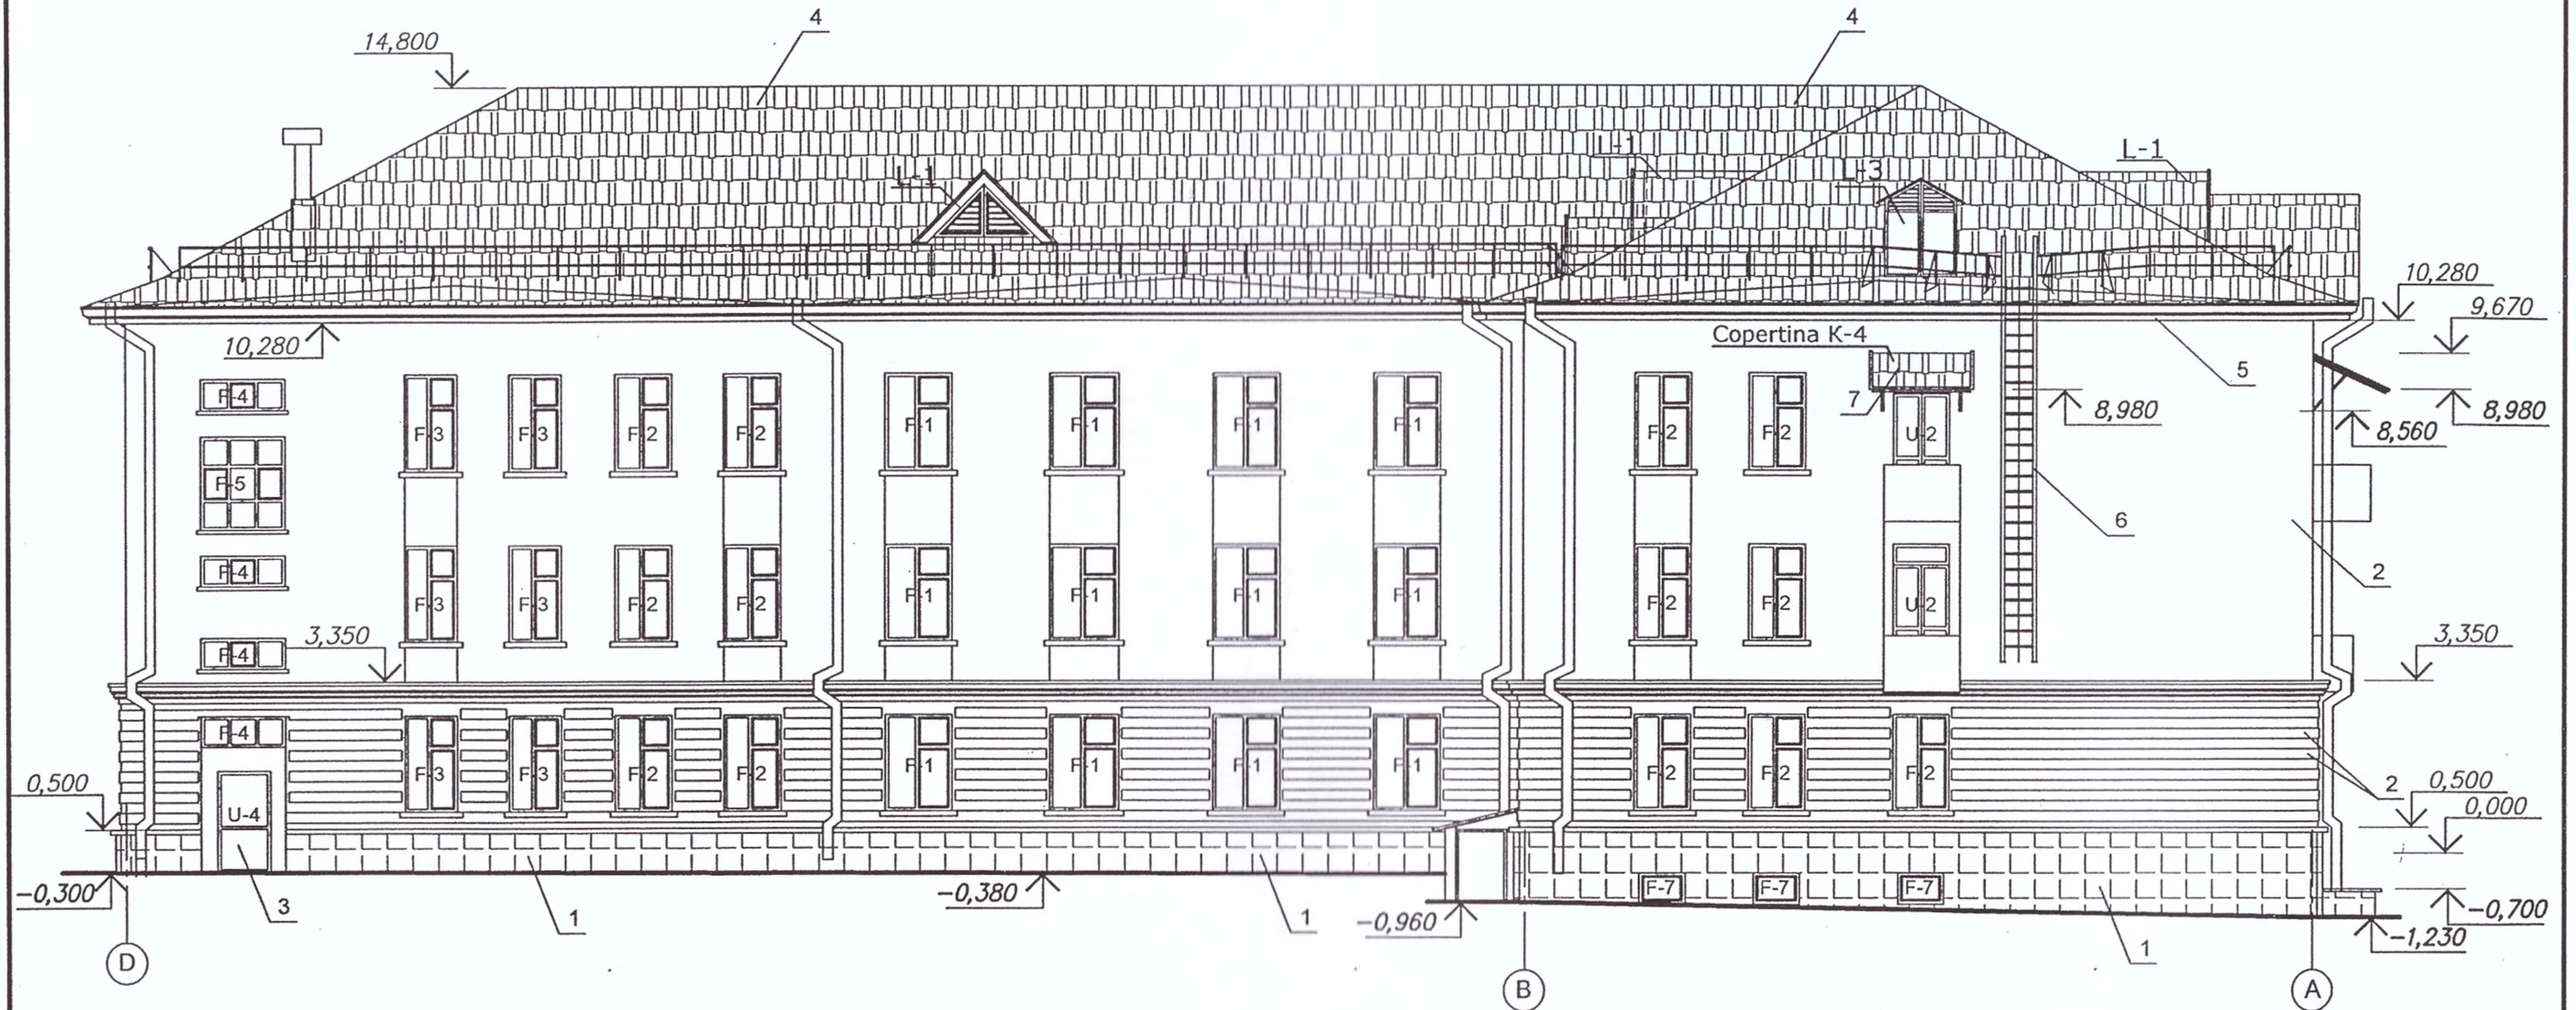 4
4
14,800
L-1
L-1
L-3
L-1
10,280
9,670
10,280
Copertina K-4
5
7
8,980
8,980
8,560
F-4
F-3
F-3
F-2
F-2
F-1
F-1
F-1
F-1
F-2
F-2
U-2
F-5
6
F-4
F-3
F-3
F-2
F-2
F-1
F-1
F-1
F-1
F-2
F-2
U-2
2
3,350
3,350
F-4
F-4
F-3
F-3
F-2
F-2
F-1
F-1
F-1
F-1
F-2
F-2
F-2
2
0,500
0,500
0,000
U-4
-0,300
3
1
-0,380
1
-0,960
F-7
F-7
F-7
1
-0,700
-1,230
D
B
A